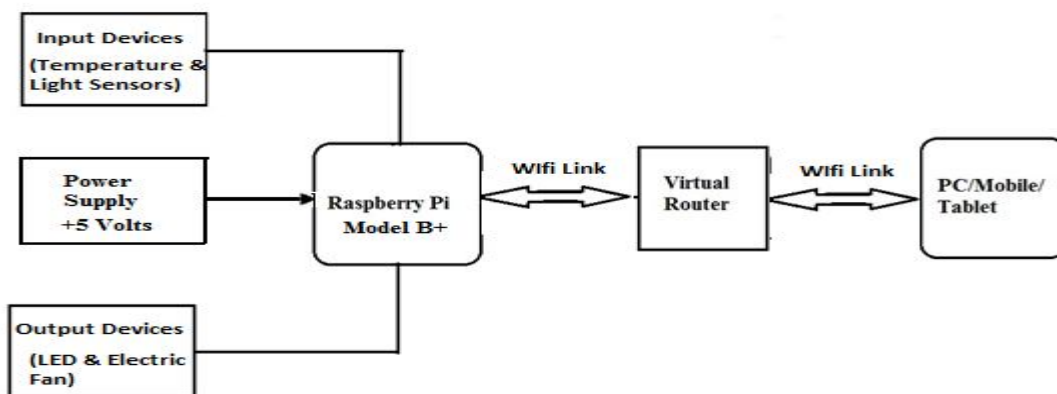 Input Devices
(Temperature &
Light Sensors)
Power
Supply
+5 Volts
Output Devices
(LED & Electric
Fan)
Raspberry Pi
Model B+
WIfi Link
Virtual
Router
WIfi Link
PC/Mobile/
Tablet